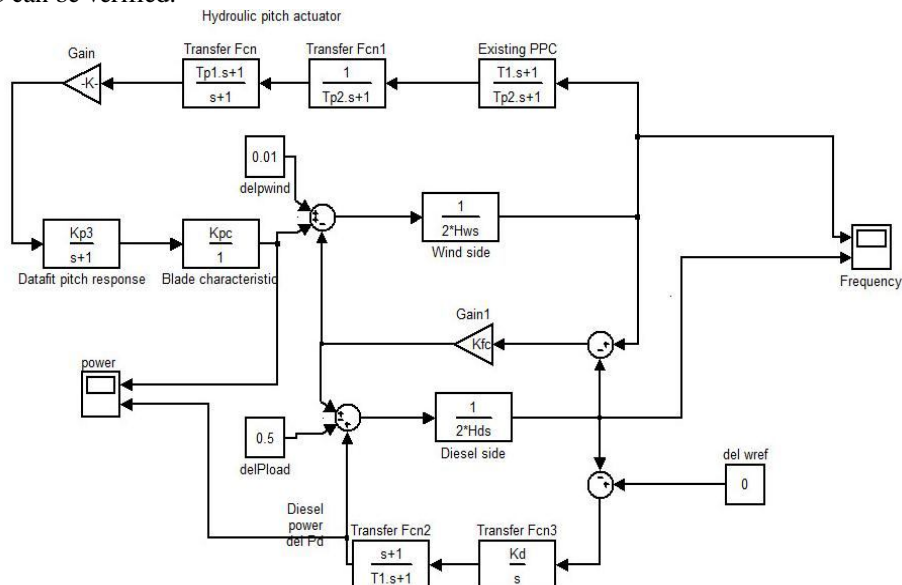 can be verified.
Hydroulic pitch actuator
Gain
Transfer Fcn
Transfer Fcn1
Existing PPC
-K-
Tp1.s+1
s+1
1
Tp2.s+1
T1.s+1
Tp2.s+1
0.01
delpwind
1
2*Hws
Wind side
Kp3
s+1
Datafit pitch response
Kpc
1
Blade characteristic
Frequency
Gain1
Kfc
power
1
2*Hds
Diesel side
0.5
delPload
del wref
0
Diesel
power
del Pd
Transfer Fcn2
Transfer Fcn3
s+1
T1.s+1
Kd
s